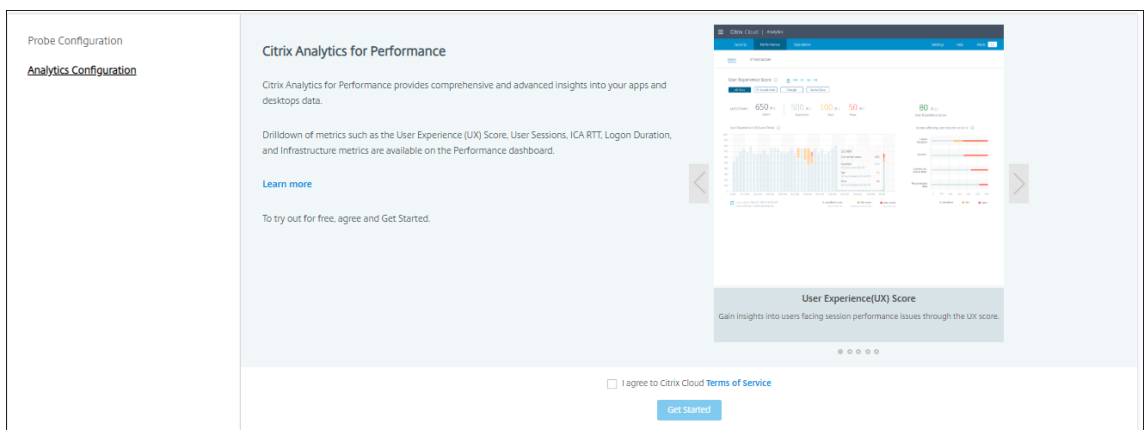 Probe Configuration
Analytics Configuration
Citrix Analytics for Performance
Citrix Analytics for Performance provides comprehensive and advanced insights into your apps and
desktops data.
Drilldown of metrics such as the User Experience (UX) Score, User Sessions, ICA RTT, Logon Duration,
and Infrastructure metrics are available on the Performance dashboard.
Learn more
To try out for free, agree and Get Started.
Citrix Cloud | Analytics
Security Performance Operations
Settings Help
Users Infrastructure
User Experience Score
650 500 100 50
80
User Experience(UX) Score
Gain insights into users facing session performance issues through the UX score.
I agree to Citrix Cloud Terms of Service
Get Started